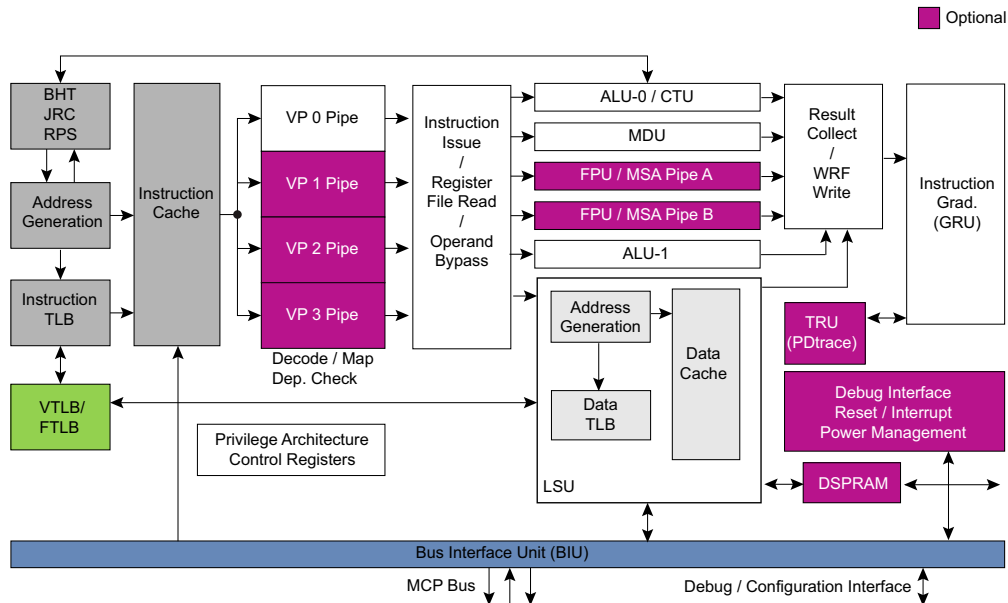 Optional
BHT
JRC
RPS
Address
Generation
Instruction
TLB
VTLB/
FTLB
Instruction
Cache
VP 0 Pipe
VP 1 Pipe
VP 2 Pipe
VP 3 Pipe
Decode / Map
Dep. Check
Privilege Architecture
Control Registers
Instruction
Issue
/
Register
File Read
/
Operand
Bypass
ALU-0 / CTU
MDU
FPU / MSA Pipe A
FPU / MSA Pipe B
ALU-1
Address
Generation
Data
TLB
Data
Cache
LSU
Result
Collect
/
WRF
Write
Instruction
Grad.
(GRU)
TRU
(PDtrace)
Debug Interface
Reset / Interrupt
Power Management
DSPRAM
Bus Interface Unit (BIU)
MCP Bus
Debug / Configuration Interface